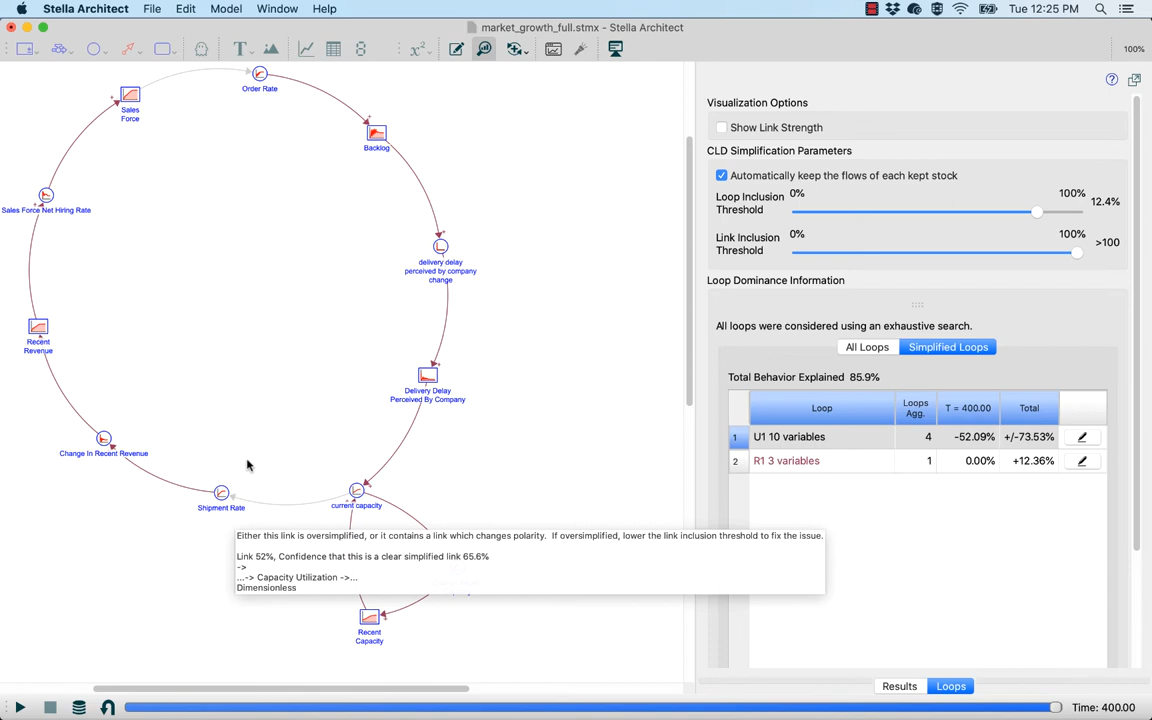 Stella Architect File Edit Model Window Help Tue 12:25 PM
market_growth_full.stmx - Stella Architect
100%
Order Rate
Sales
Force
Backlog
Sales Force Net Hiring Rate
delivery delay
perceived by company
change
Recent
Revenue
Delivery Delay
Perceived By Company
Change In Recent Revenue
Shipment Rate
current capacity
Either this link is oversimplified, or it contains a link which changes polarity. If oversimplified, lower the link inclusion threshold to fix the issue.
Link 52%, Confidence that this is a clear simplified link 65.6%
->
...-> Capacity Utilization ->...
Dimensionless
Recent
Capacity
Visualization Options
Show Link Strength
CLD Simplification Parameters
Automatically keep the flows of each kept stock
Loop Inclusion
Threshold
0% 100%
12.4%
Link Inclusion
Threshold
0% 100%
>100
Loop Dominance Information
All loops were considered using an exhaustive search.
All Loops Simplified Loops
Total Behavior Explained 85.9%
Loop Loops
Agg. T = 400.00 Total
1 U1 10 variables 4 -52.09% +/-73.53%
2 R1 3 variables 1 0.00% +12.36%
Results Loops
Time: 400.00